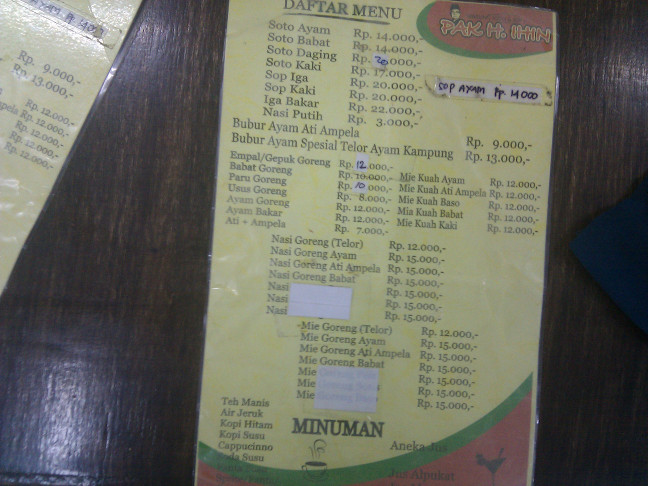 DAFTAR MENU
PAK H. IHIN
Soto Ayam Rp. 14.000,-
Soto Babat Rp. 14.000,-
Soto Daging Rp. 20.000,-
Soto Kaki Rp. 17.000,-
Sop Iga Rp. 20.000,-
Sop Kaki Rp. 20.000,-
Iga Bakar Rp. 22.000,-
Nasi Putih Rp. 3.000,-
SOP AYAM Rp. 14000
Bubur Ayam Ati Ampela Rp. 9.000,-
Bubur Ayam Spesial Telor Ayam Kampung Rp. 13.000,-
Empal/Gepuk Goreng Rp. 12.000,-
Babat Goreng Rp. 10.000,-
Paru Goreng Rp. 10.000,-
Usus Goreng Rp. 8.000,-
Ayam Goreng Rp. 12.000,-
Ayam Bakar Rp. 12.000,-
Ati + Ampela Rp. 7.000,-
Mie Kuah Ayam Rp. 12.000,-
Mie Kuah Ati Ampela Rp. 12.000,-
Mie Kuah Baso Rp. 12.000,-
Mia Kuah Babat Rp. 12.000,-
Mie Kuah Kaki Rp. 12.000,-
Nasi Goreng (Telor) Rp. 12.000,-
Nasi Goreng Ayam Rp. 15.000,-
Nasi Goreng Ati Ampela Rp. 15.000,-
Nasi Goreng Babat Rp. 15.000,-
Nasi Rp. 15.000,-
Nasi Rp. 15.000,-
Nasi Rp. 15.000,-
Mie Goreng (Telor) Rp. 12.000,-
Mie Goreng Ayam Rp. 15.000,-
Mie Goreng Ati Ampela Rp. 15.000,-
Mie Goreng Babat Rp. 15.000,-
Mie Rp. 15.000,-
Mie Rp. 15.000,-
Mie Rp. 15.000,-
MINUMAN
Teh Manis
Air Jeruk
Kopi Hitam
Kopi Susu
Cappucinno
Soda Susu
Aneka Jus
Jus Alpukat
Rp. 9.000,-
Rp. 13.000,-
Rp. 12.000,-
Rp. 12.000,-
Rp. 12.000,-
Rp. 12.000,-
Rp. 12.000,-